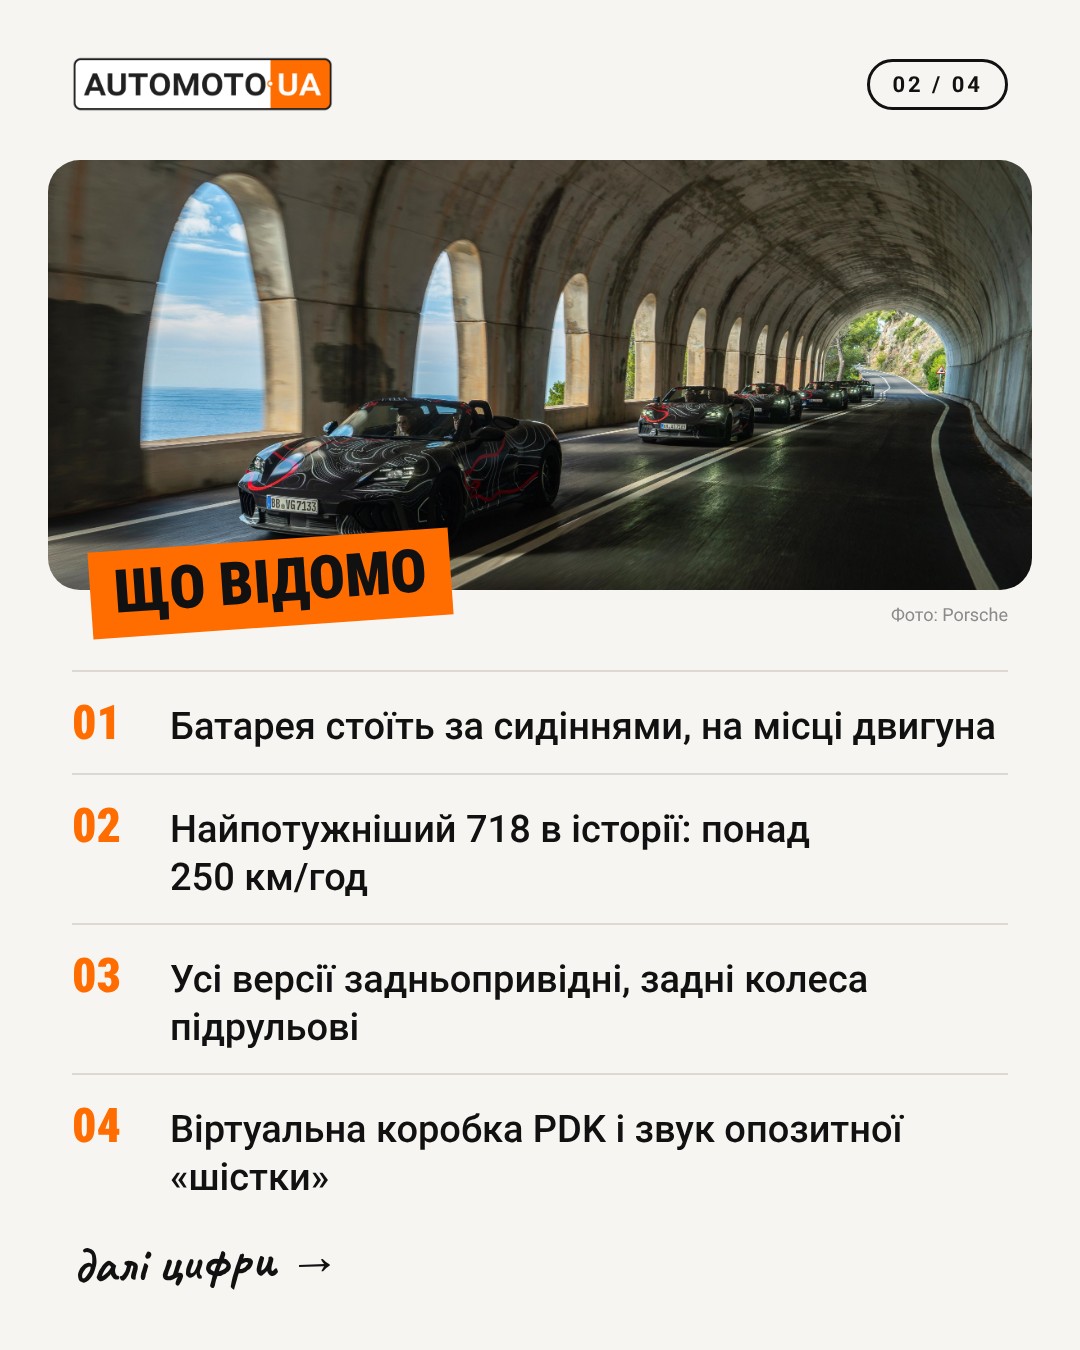 AUTOMOTO UA
02 / 04
BB VG7133
ЩО ВІДОМО
Фото: Porsche
01 Батарея стоїть за сидіннями, на місці двигуна
02 Найпотужніший 718 в історії: понад
250 км/год
03 Усі версії задньопривідні, задні колеса
підрульові
04 Віртуальна коробка PDK і звук опозитної
«шістки»
далі цифри →